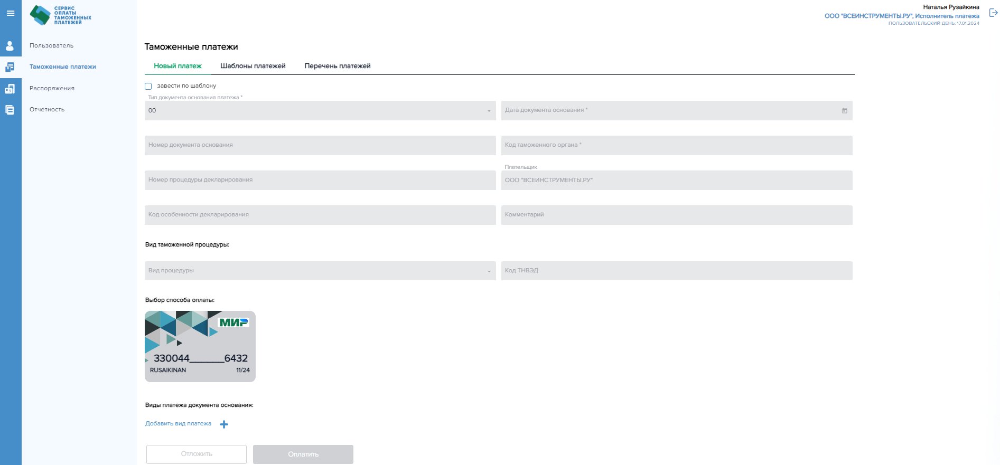 СЕРВИС
ОПЛАТЫ
ТАМОЖЕННЫХ
ПЛАТЕЖЕЙ
Наталья Рузайкина
ООО "ВСЕИНСТРУМЕНТЫ.РУ", Исполнитель платежа
ПОЛЬЗОВАТЕЛЬСКИЙ ДЕНЬ: 17.01.2024
Пользователь
Таможенные платежи
Распоряжения
Отчетность
Таможенные платежи
Новый платеж Шаблоны платежей Перечень платежей
завести по шаблону
Тип документа основания платежа *
00
Дата документа основания *
Номер документа основания
Код таможенного органа *
Номер процедуры декларирования
Плательщик
ООО "ВСЕИНСТРУМЕНТЫ.РУ"
Код особенности декларирования
Комментарий
Вид таможенной процедуры:
Вид процедуры
Код ТНВЭД
Выбор способа оплаты:
МИР
330044______6432
RUSAIKINAN 11/24
Виды платежа документа основания:
Добавить вид платежа
Отложить Оплатить